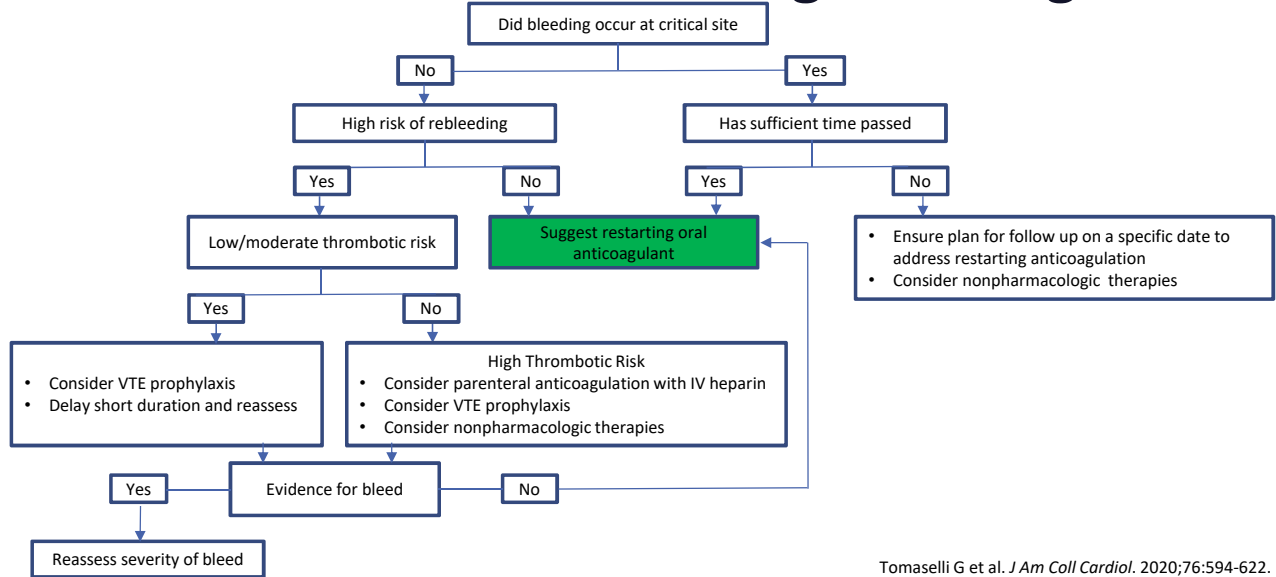 Did bleeding occur at critical site
No
Yes
High risk of rebleeding
Has sufficient time passed
Yes
No
Yes
No
Low/moderate thrombotic risk
Suggest restarting oral
anticoagulant
• Ensure plan for follow up on a specific date to
address restarting anticoagulation
• Consider nonpharmacologic therapies
Yes
No
• Consider VTE prophylaxis
• Delay short duration and reassess
High Thrombotic Risk
• Consider parenteral anticoagulation with IV heparin
• Consider VTE prophylaxis
• Consider nonpharmacologic therapies
Yes
Evidence for bleed
No
Reassess severity of bleed
Tomaselli G et al. J Am Coll Cardiol. 2020;76:594-622.